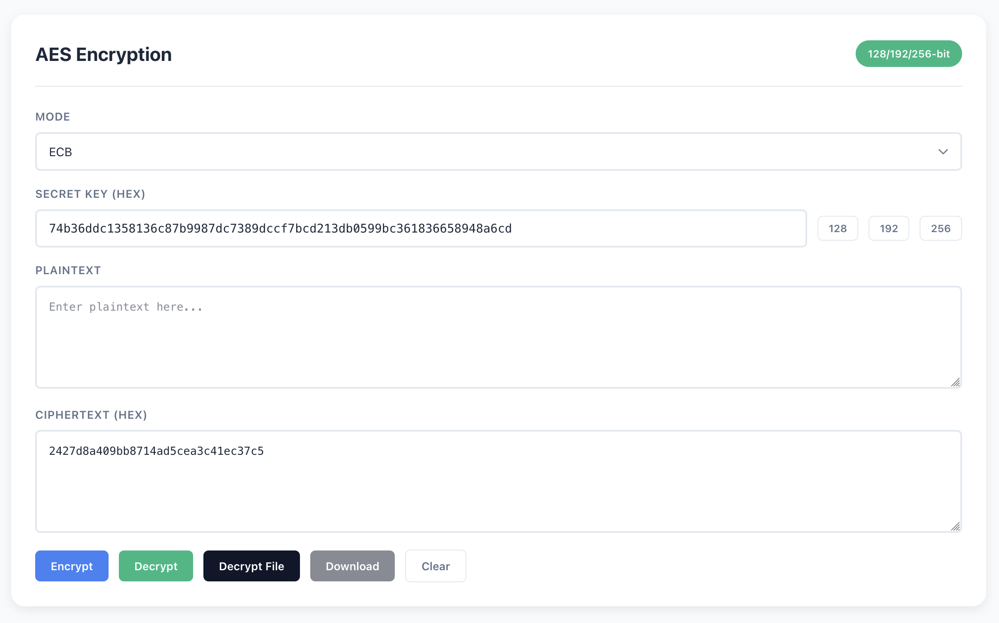 AES Encryption
128/192/256-bit
MODE
ECB
SECRET KEY (HEX)
74b36ddc1358136c87b9987dc7389dccf7bcd213db0599bc361836658948a6cd
128
192
256
PLAINTEXT
Enter plaintext here...
CIPHERTEXT (HEX)
2427d8a409bb8714ad5cea3c41ec37c5
Encrypt
Decrypt
Decrypt File
Download
Clear